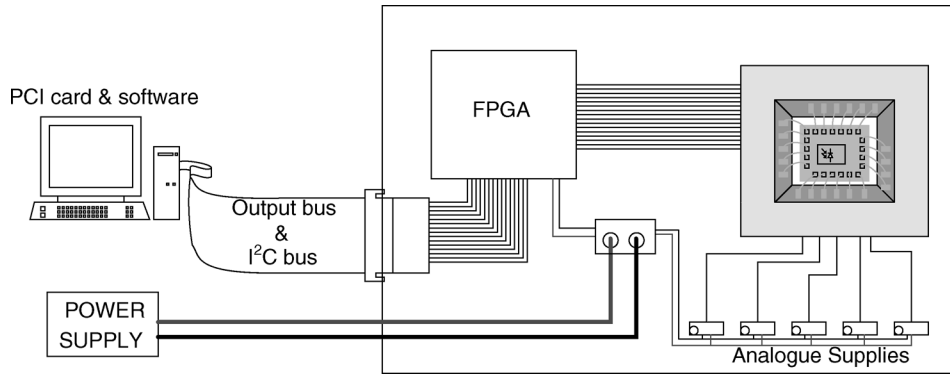 PCI card & software
FPGA
Output bus
&
I²C bus
POWER
SUPPLY
Analogue Supplies